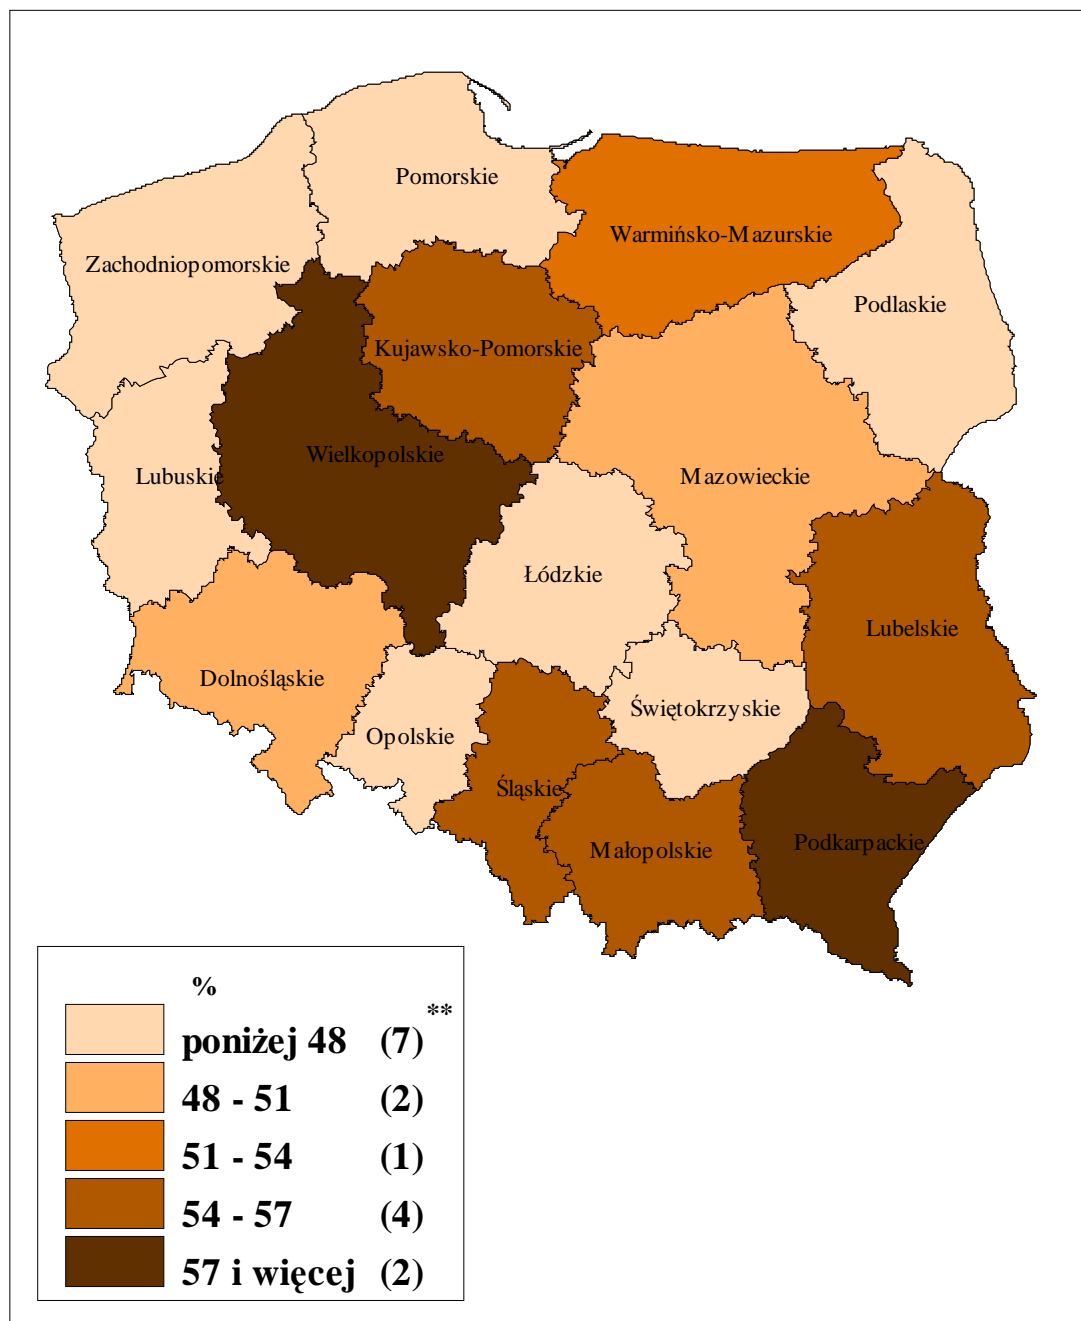 Pomorskie
Warmińsko-Mazurskie
Zachodniopomorskie
Podlaskie
Kujawsko-Pomorskie
Wielkopolskie
Lubuskie
Mazowieckie
Łódzkie
Lubelskie
Dolnośląskie
Świętokrzyskie
Opolskie
Śląskie
Małopolskie
Podkarpackie
%
poniżej 48 (7) **
48 - 51 (2)
51 - 54 (1)
54 - 57 (4)
57 i więcej (2)